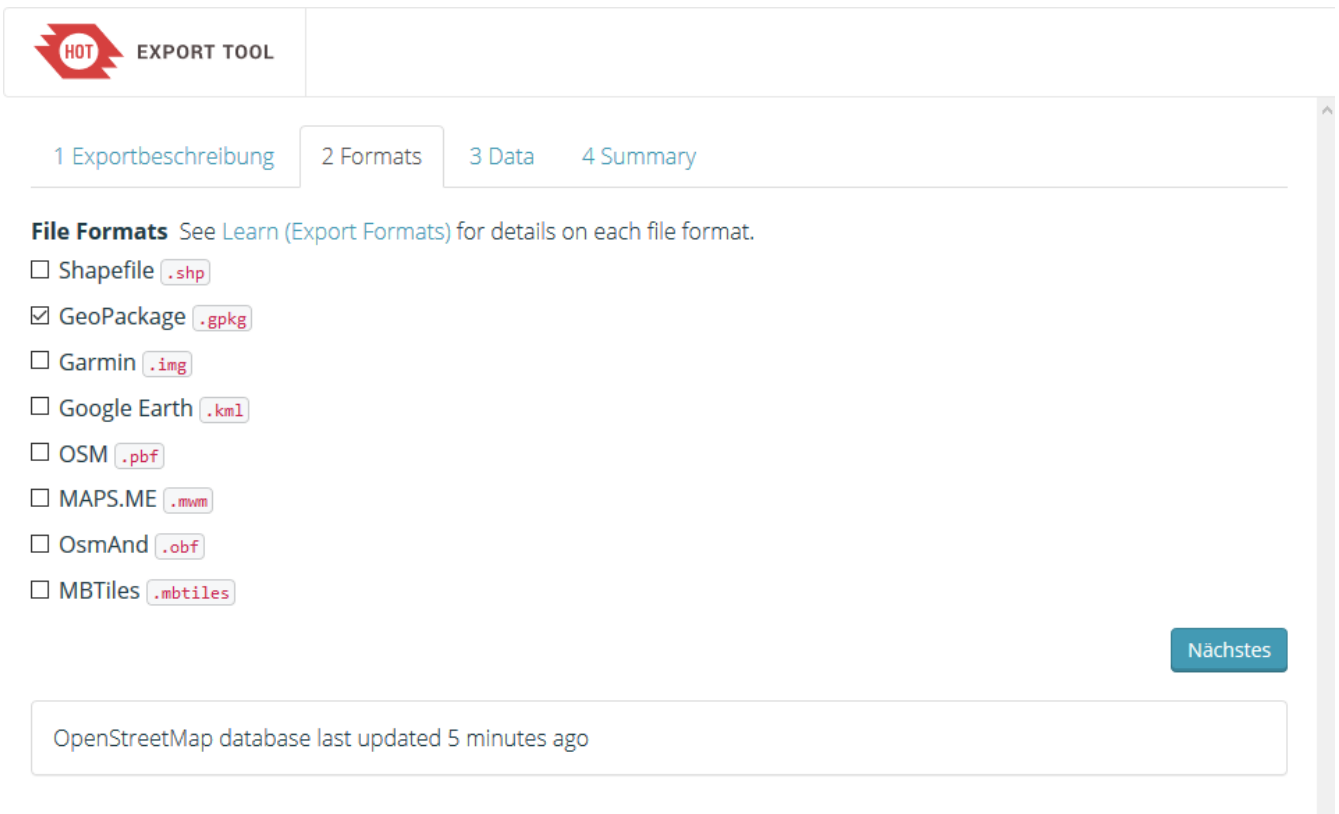 HOT EXPORT TOOL
1 Exportbeschreibung 2 Formats 3 Data 4 Summary
File Formats See Learn (Export Formats) for details on each file format.
Shapefile .shp
GeoPackage .gpkg
Garmin .img
Google Earth .kml
OSM .pbf
MAPS.ME .mwm
OsmAnd .obf
MBTiles .mbtiles
Nächstes
OpenStreetMap database last updated 5 minutes ago